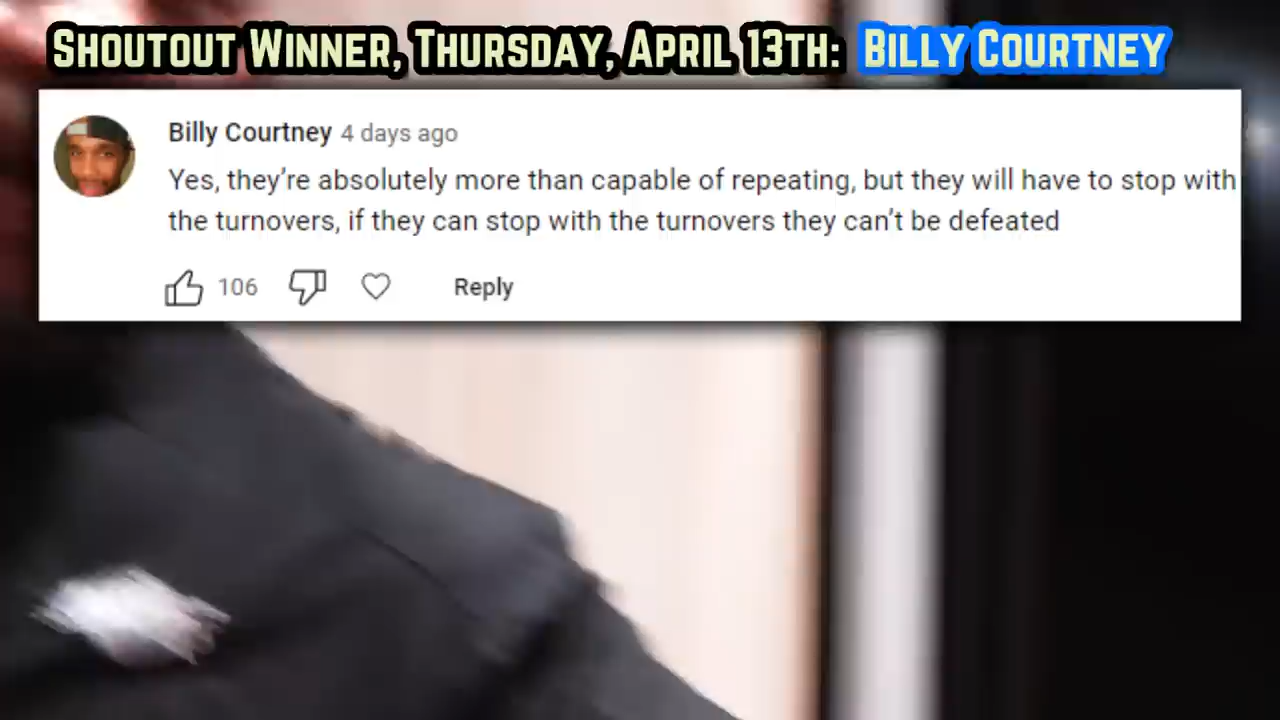 Shoutout Winner, Thursday, April 13th: Billy Courtney
Billy Courtney 4 days ago
Yes, they’re absolutely more than capable of repeating, but they will have to stop with
the turnovers, if they can stop with the turnovers they can’t be defeated
106 Reply